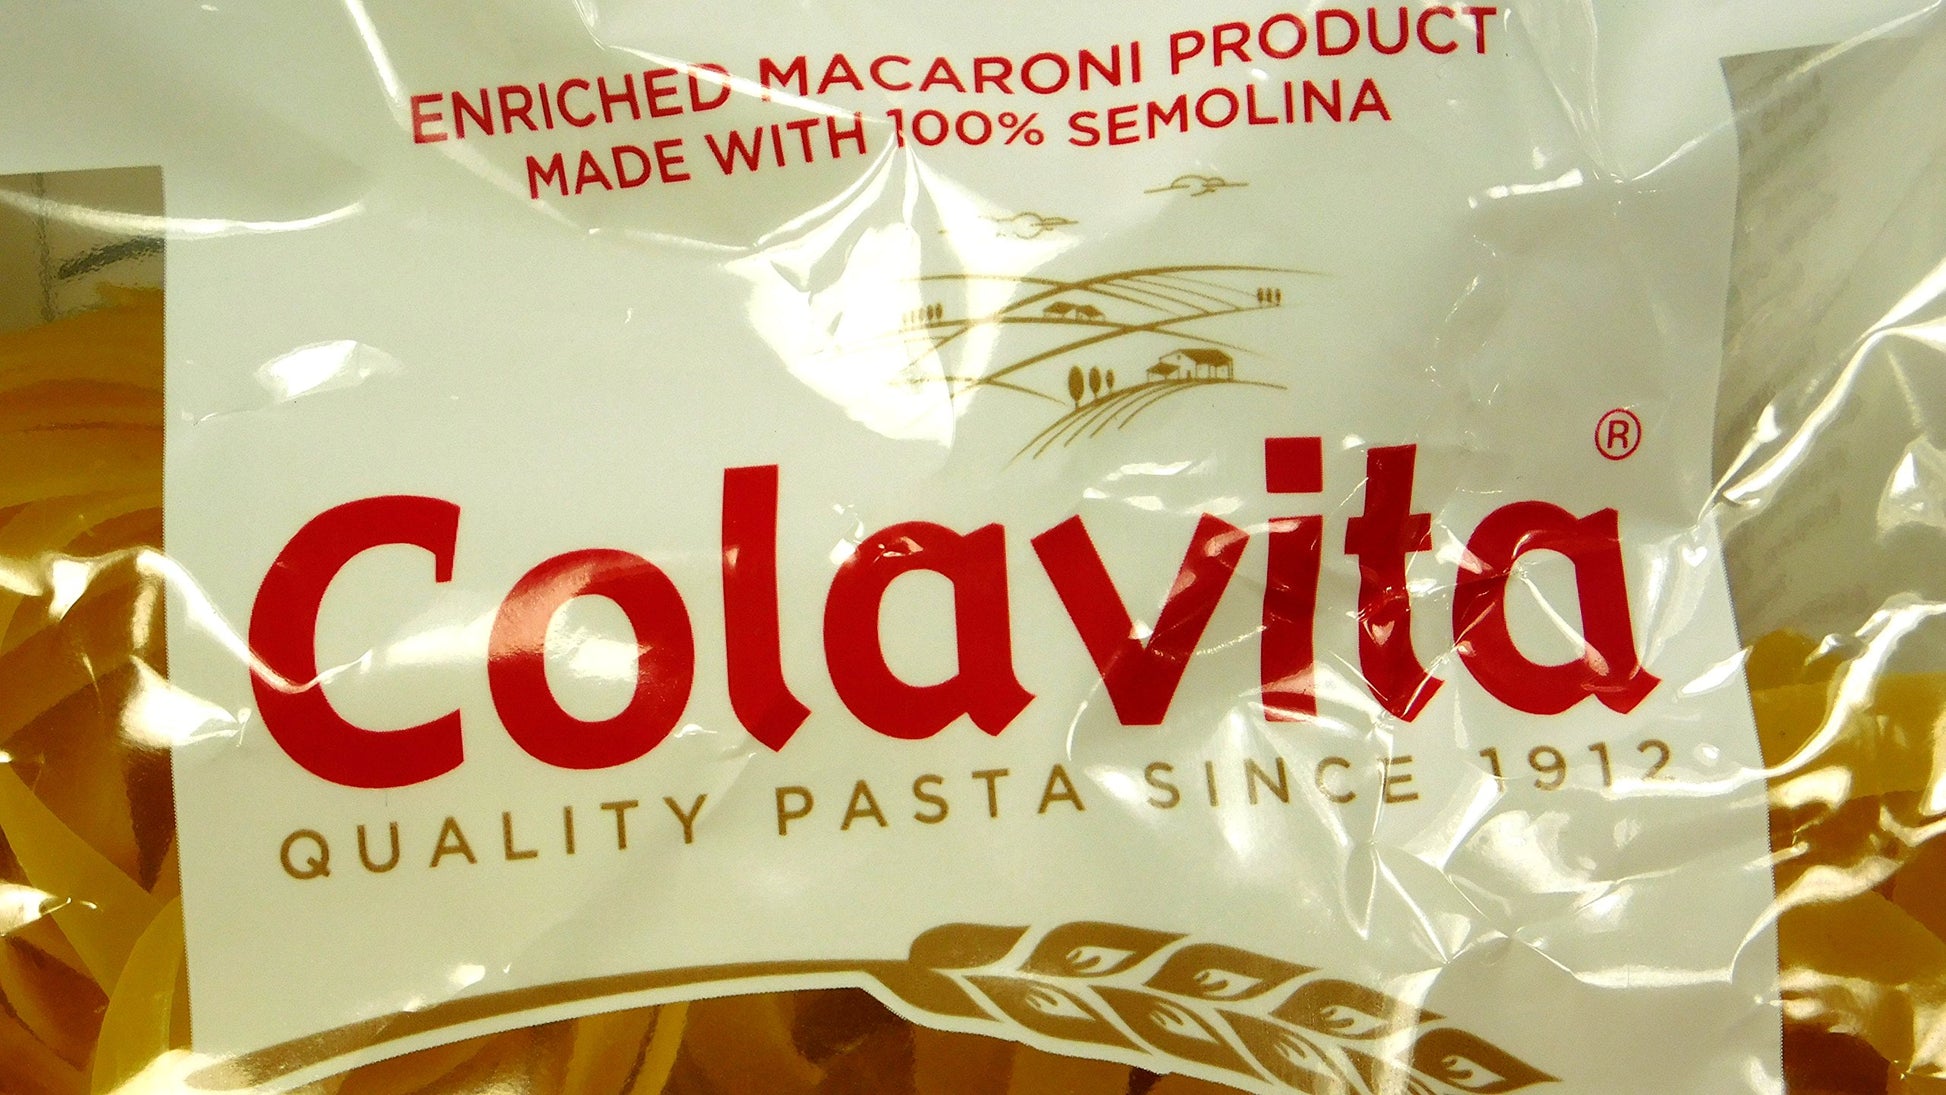 ENRICHED MACARONI PRODUCT
MADE WITH 100% SEMOLINA
Colavita®
QUALITY PASTA SINCE 1912